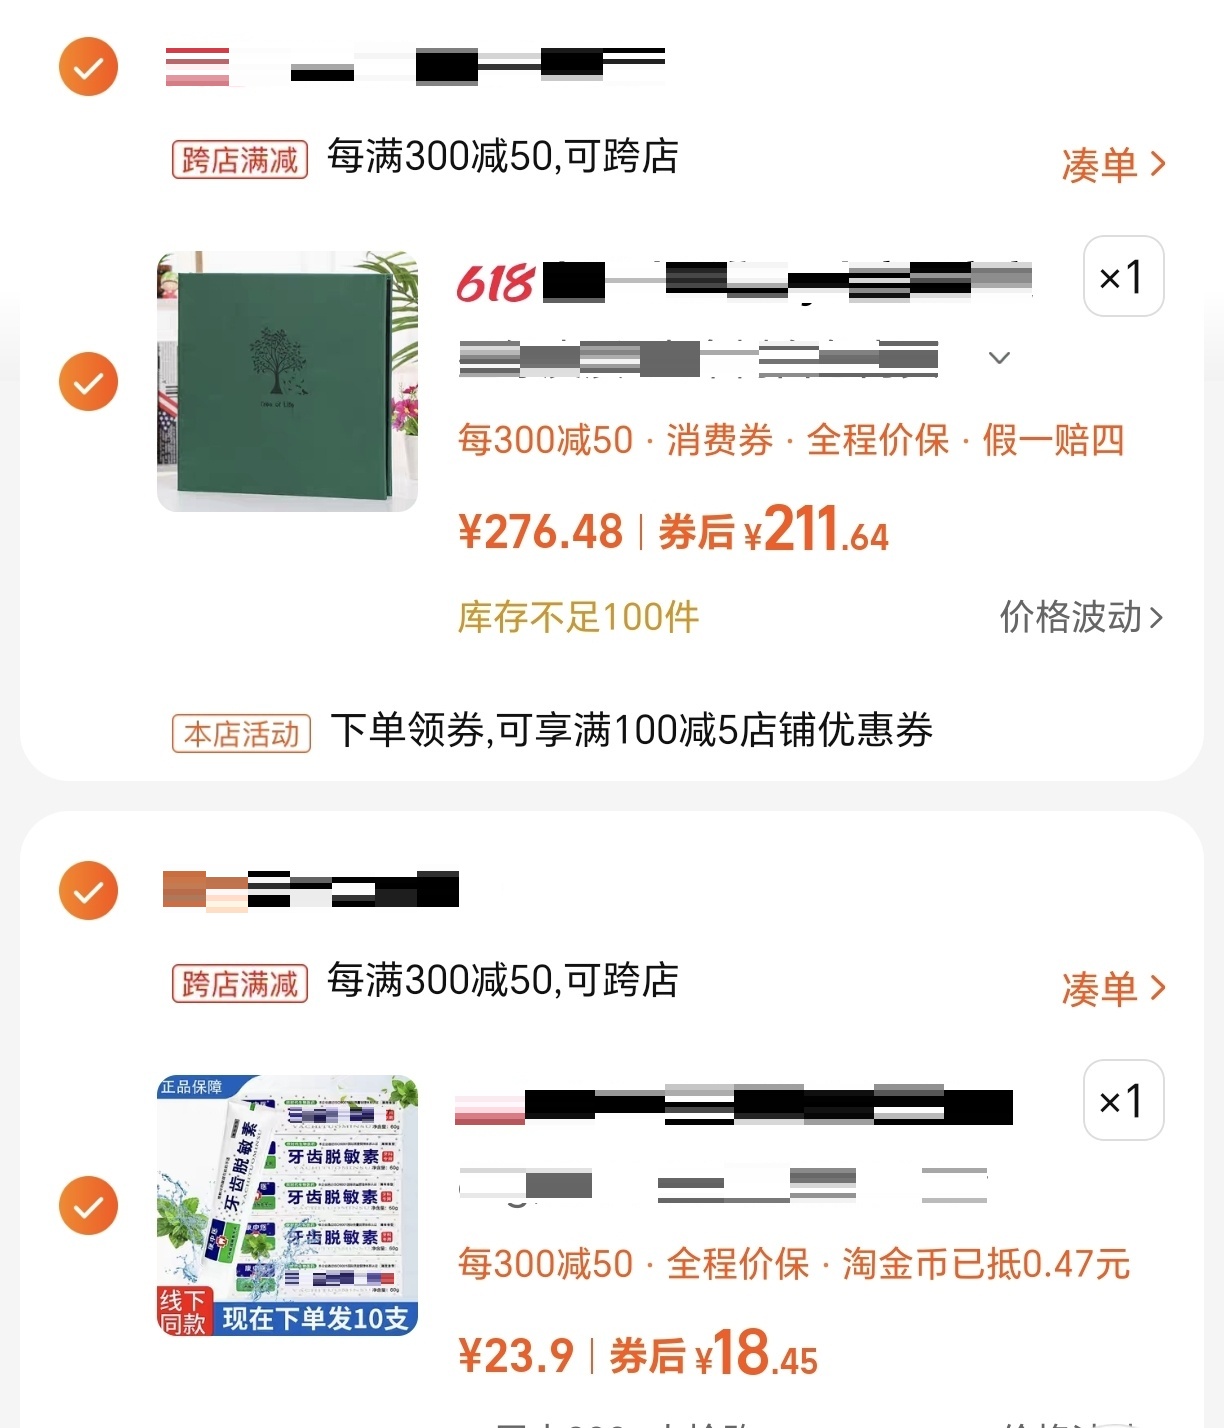 跨店满减 每满300减50,可跨店
凑单
618
×1
每300减50 · 消费券 · 全程价保 · 假一赔四
¥276.48 券后 ¥211.64
库存不足100件
价格波动
本店活动 下单领券,可享满100减5店铺优惠券
跨店满减 每满300减50,可跨店
凑单
正品保障
牙齿脱敏素
牙齿脱敏素
牙齿脱敏素
牙齿脱敏素
线下
同款
现在下单发10支
×1
每300减50 · 全程价保 · 淘金币已抵0.47元
¥23.9 券后 ¥18.45